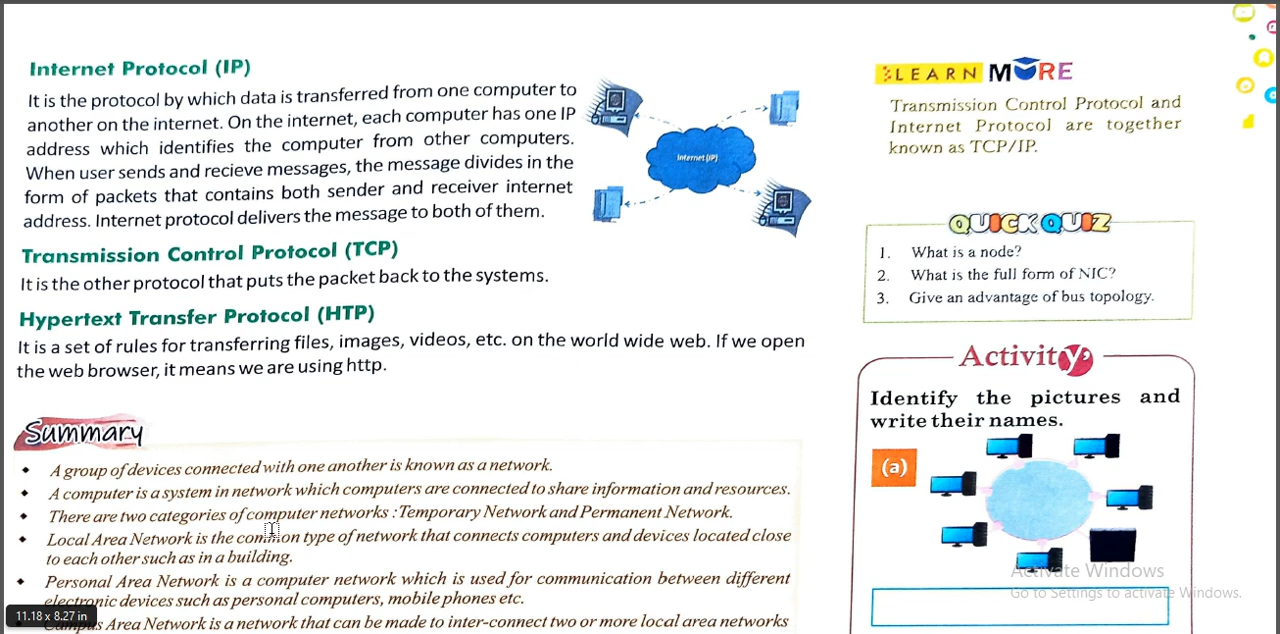 Internet Protocol (IP)
It is the protocol by which data is transferred from one computer to
another on the internet. On the internet, each computer has one IP
address which identifies the computer from other computers.
When user sends and recieve messages, the message divides in the
form of packets that contains both sender and receiver internet
address. Internet protocol delivers the message to both of them.
Internet (IP)
Transmission Control Protocol (TCP)
It is the other protocol that puts the packet back to the systems.
Hypertext Transfer Protocol (HTP)
It is a set of rules for transferring files, images, videos, etc. on the world wide web. If we open
the web browser, it means we are using http.
Summary
A group of devices connected with one another is known as a network.
A computer is a system in network which computers are connected to share information and resources.
There are two categories of computer networks : Temporary Network and Permanent Network.
Local Area Network is the common type of network that connects computers and devices located close
to each other such as in a building.
Personal Area Network is a computer network which is used for communication between different
electronic devices such as personal computers, mobile phones etc.
Campus Area Network is a network that can be made to inter-connect two or more local area networks
11.18 x 8.27 in
LEARN MORE
Transmission Control Protocol and
Internet Protocol are together
known as TCP/IP.
QUICK QUIZ
1. What is a node?
2. What is the full form of NIC?
3. Give an advantage of bus topology.
Activity
Identify the pictures and
write their names.
(a)
Activate Windows
Go to Settings to activate Windows.